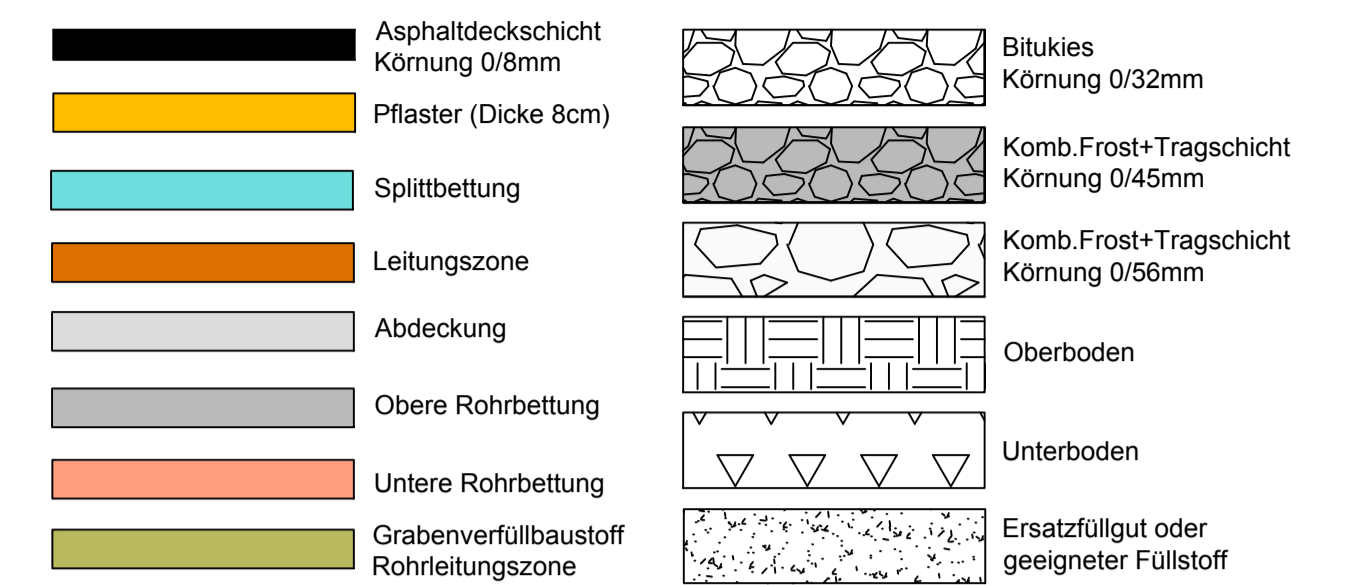 Asphaltdeckschicht
Körnung 0/8mm
Pflaster (Dicke 8cm)
Splittbettung
Leitungszone
Abdeckung
Obere Rohrbettung
Untere Rohrbettung
Grabenverfüllbaustoff
Rohrleitungszone
Bitukies
Körnung 0/32mm
Komb.Frost+Tragschicht
Körnung 0/45mm
Komb.Frost+Tragschicht
Körnung 0/56mm
Oberboden
Unterboden
Ersatzfüllgut oder
geeigneter Füllstoff